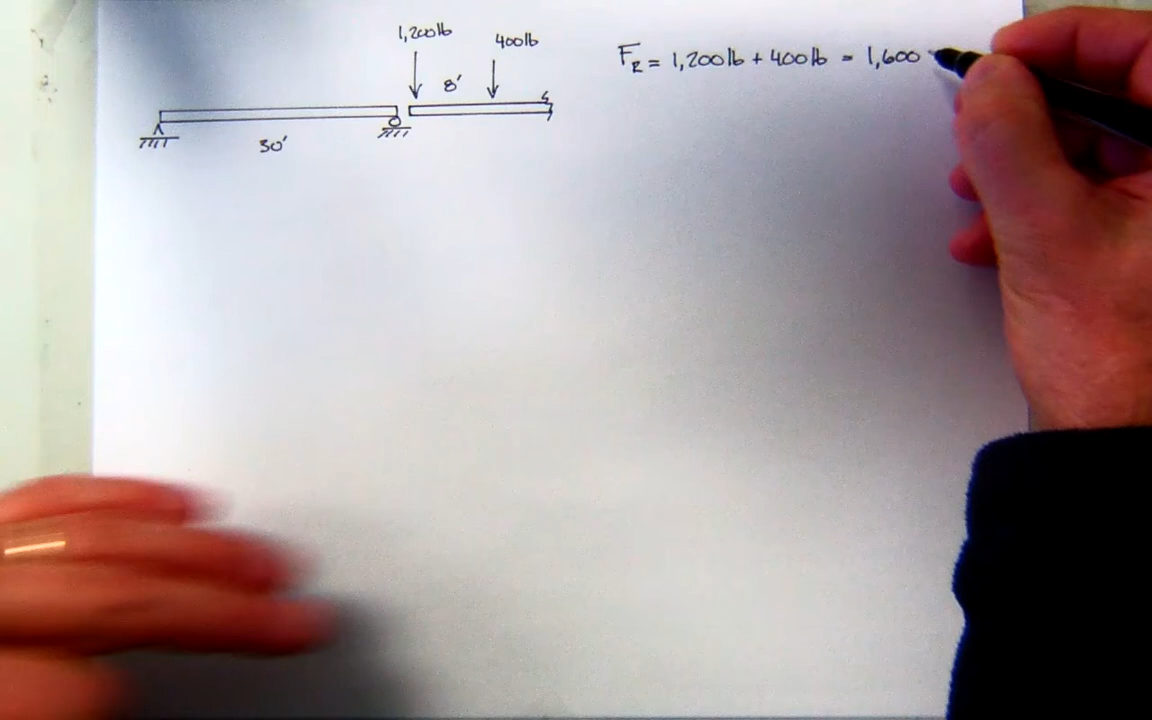 1,200lb
400lb
8'
30'
F_R = 1,200lb + 400lb = 1,600